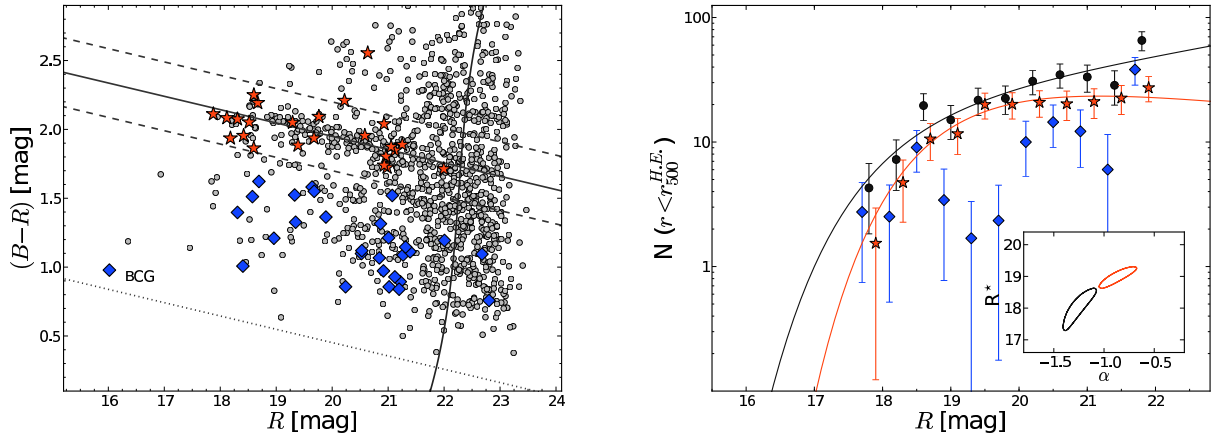 2.5
2.0
1.5
1.0
0.5
(B−R) [mag]
BCG
16 17 18 19 20 21 22 23 24
R [mag]
100
10
1
N (r < r_{500}^{H.E.})
16 17 18 19 20 21 22
R [mag]
20
19
18
17
R⋆
−1.5 −1.0 −0.5
α